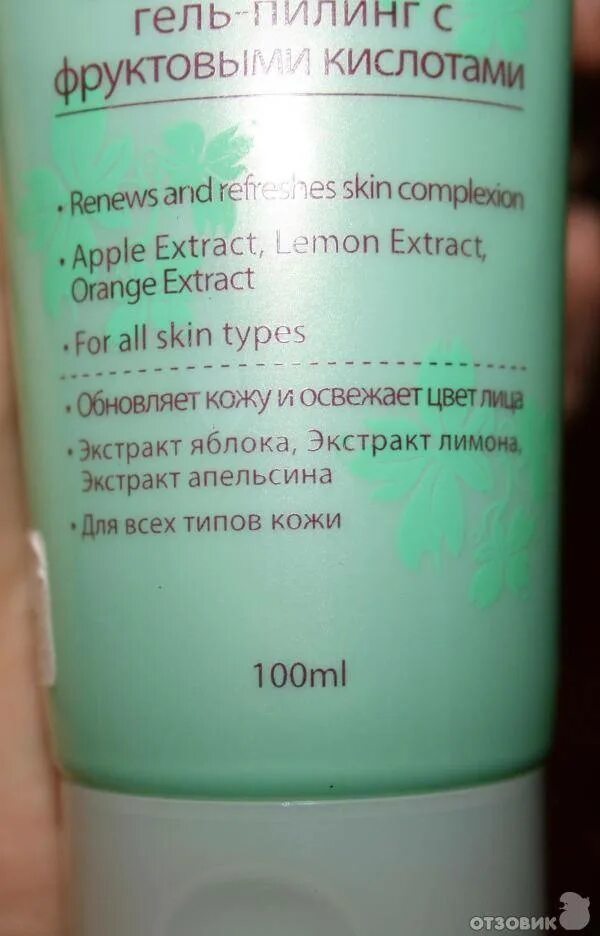 гель-пилинг с
фруктовыми кислотами
• Renews and refreshes skin complexion
• Apple Extract, Lemon Extract,
Orange Extract
• For all skin types
• Обновляет кожу и освежает цвет лица
• Экстракт яблока, Экстракт лимона,
Экстракт апельсина
• Для всех типов кожи
100ml
ОТЗОВИК